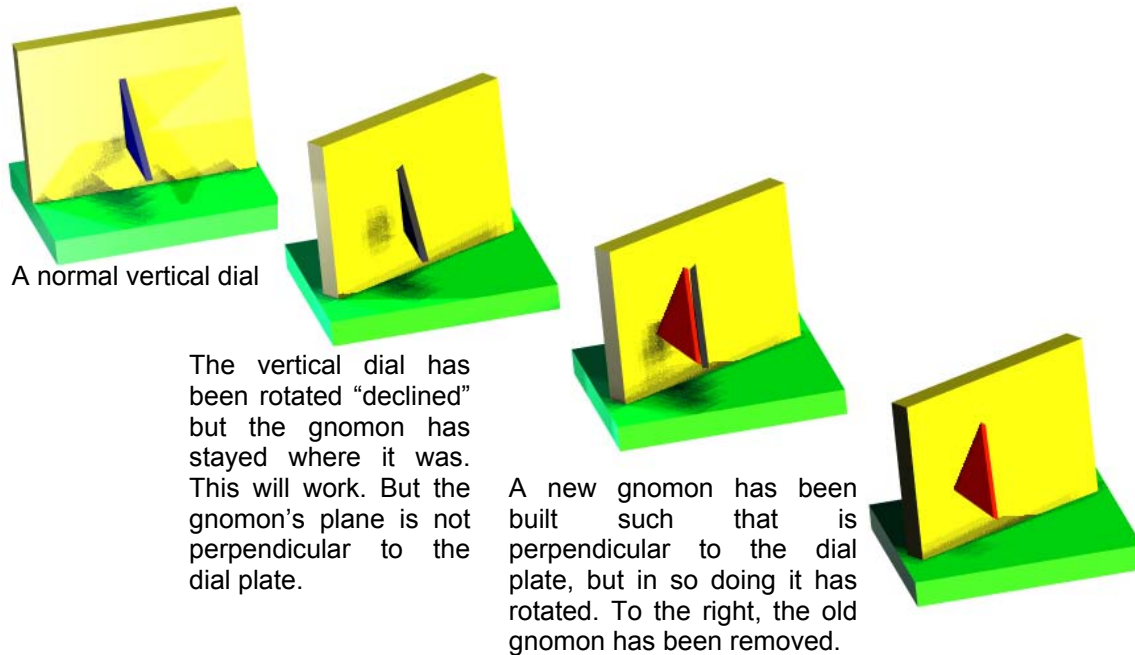 A normal vertical dial
The vertical dial has
been rotated “declined”
but the gnomon has
stayed where it was.
This will work. But the
gnomon’s plane is not
perpendicular to the
dial plate.
A new gnomon has been
built such that is
perpendicular to the dial
plate, but in so doing it has
rotated. To the right, the old
gnomon has been removed.